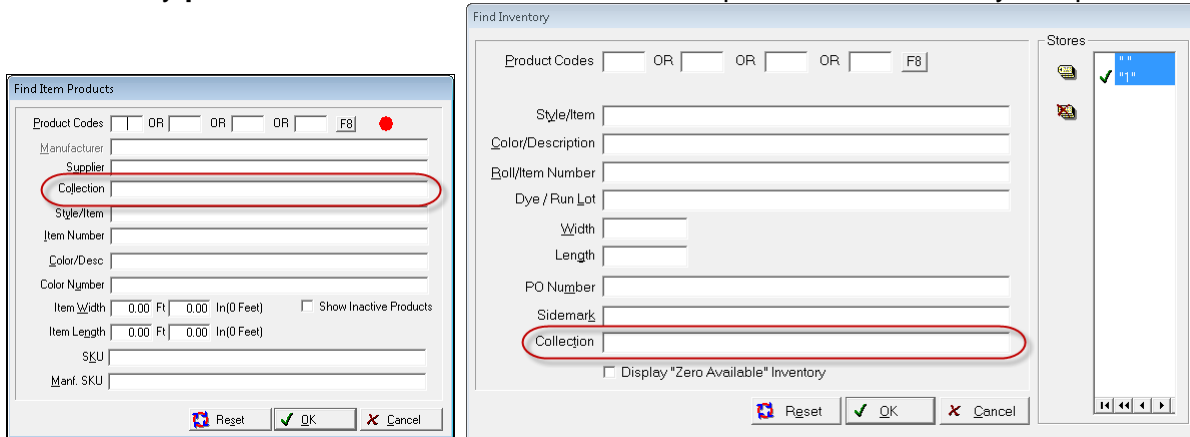 Find Item Products
Product Codes OR OR OR F8
Manufacturer
Supplier
Collection
Style/Item
Item Number
Color/Desc
Color Number
Item Width 0.00 Ft 0.00 In(0 Feet) Show Inactive Products
Item Length 0.00 Ft 0.00 In(0 Feet)
SKU
Manf. SKU
Reset OK Cancel
Find Inventory
Product Codes OR OR OR F8
Style/Item
Color/Description
Roll/Item Number
Dye / Run Lot
Width
Length
PO Number
Sidemark
Collection
Display "Zero Available" Inventory
Reset OK Cancel
Stores
" "
"1"